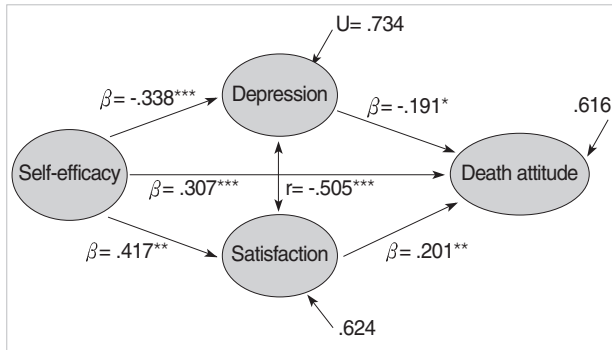 U= .734
β= -.338***
Depression
β= -.191*
.616
Self-efficacy
β= .307***
r= -.505***
Death attitude
β= .417**
Satisfaction
β= .201**
.624